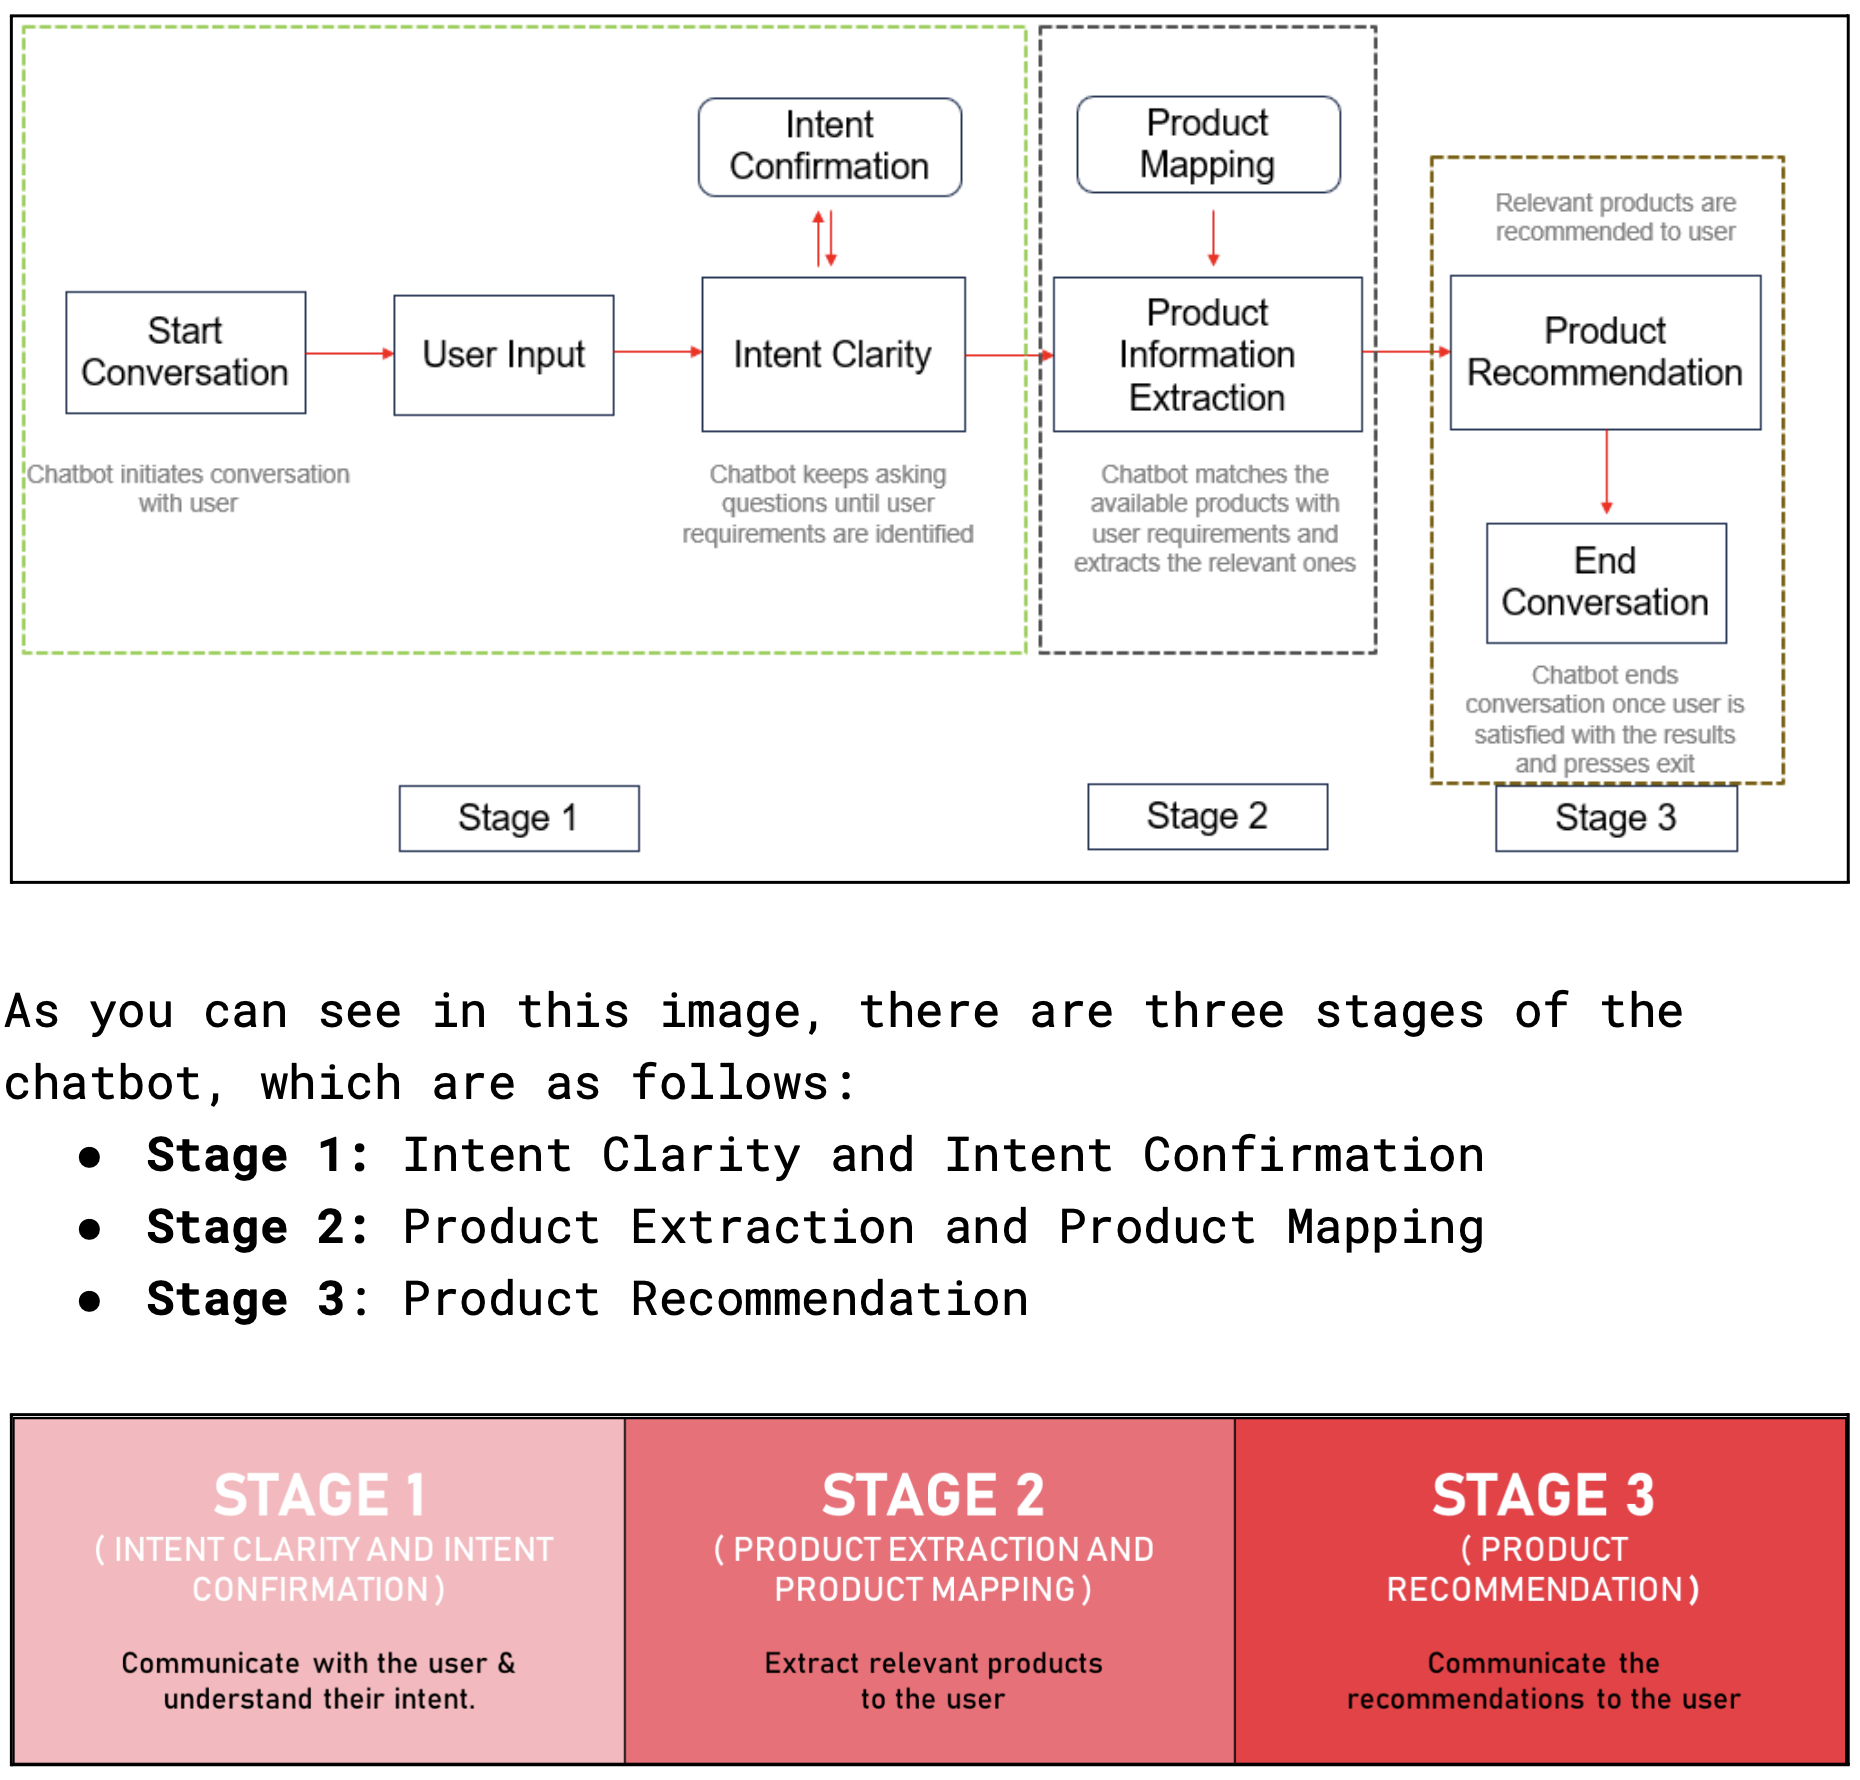 Intent
Confirmation
Product
Mapping
Relevant products are
recommended to user
Start
Conversation
User Input
Intent Clarity
Product
Information
Extraction
Product
Recommendation
Chatbot initiates conversation
with user
Chatbot keeps asking
questions until user
requirements are identified
Chatbot matches the
available products with
user requirements and
extracts the relevant ones
End
Conversation
Chatbot ends
conversation once user is
satisfied with the results
and presses exit
Stage 1
Stage 2
Stage 3
As you can see in this image, there are three stages of the
chatbot, which are as follows:
● Stage 1: Intent Clarity and Intent Confirmation
● Stage 2: Product Extraction and Product Mapping
● Stage 3: Product Recommendation
STAGE 1
( INTENT CLARITY AND INTENT
CONFIRMATION )
Communicate with the user &
understand their intent.
STAGE 2
( PRODUCT EXTRACTION AND
PRODUCT MAPPING )
Extract relevant products
to the user
STAGE 3
( PRODUCT
RECOMMENDATION )
Communicate the
recommendations to the user